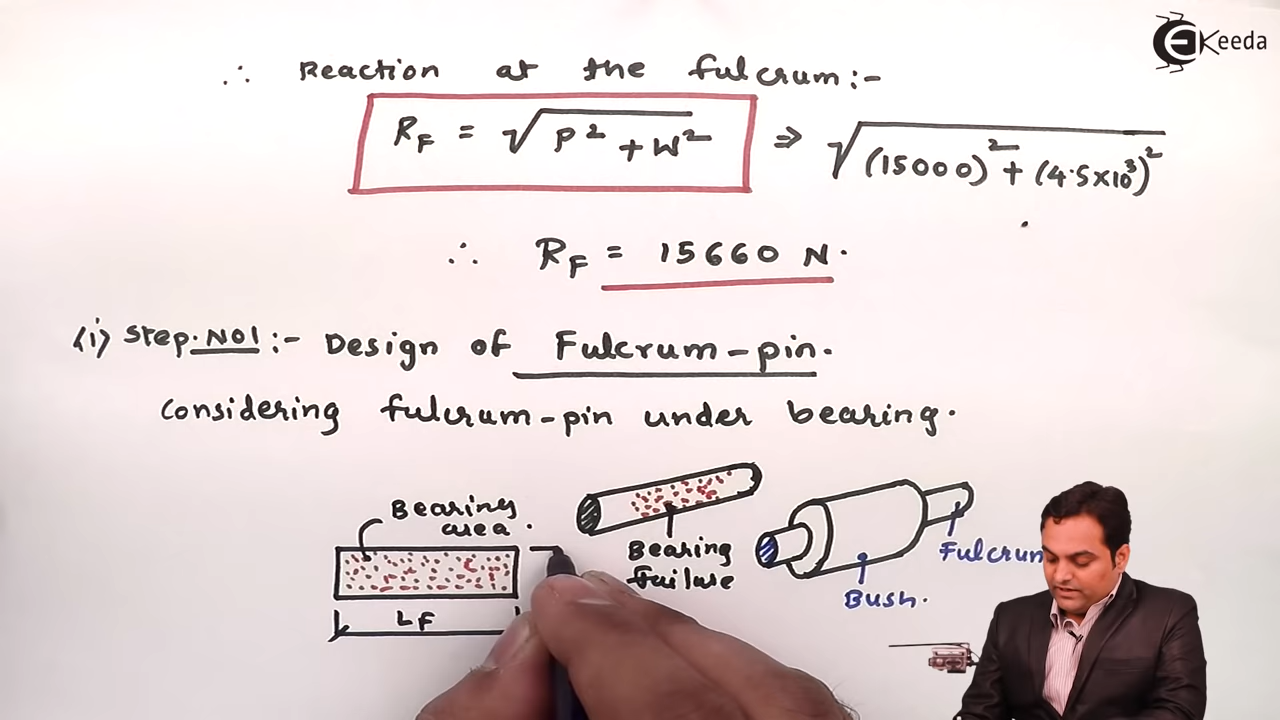 EKeeda
∴ Reaction at the fulcrum:-
RF = √P² + W² ⇒ √(15000)² + (4.5×10³)²
∴ RF = 15660 N.
(i) Step.NO1:- Design of Fulcrum-pin.
Considering fulcrum-pin under bearing.
Bearing area.
LF
Bearing failure
Bush.
Fulcrum